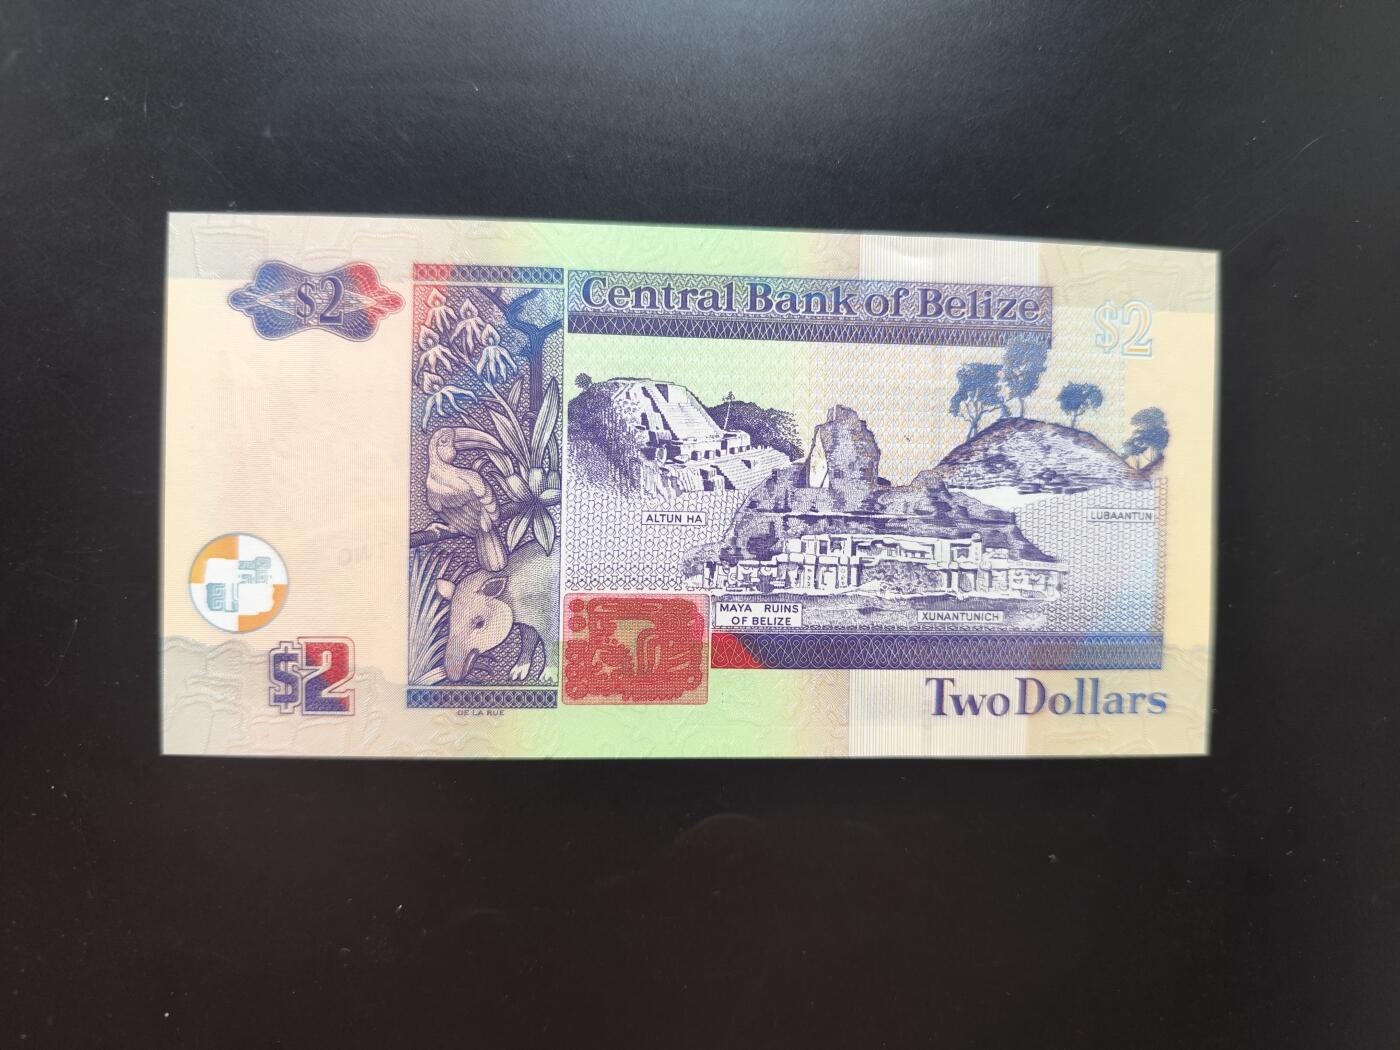 $2
Central Bank of Belize
$2
ALTUN HA
LUBAANTUN
MAYA RUINS
OF BELIZE
XUNANTUNICH
$2
Two Dollars
DE LA RUE